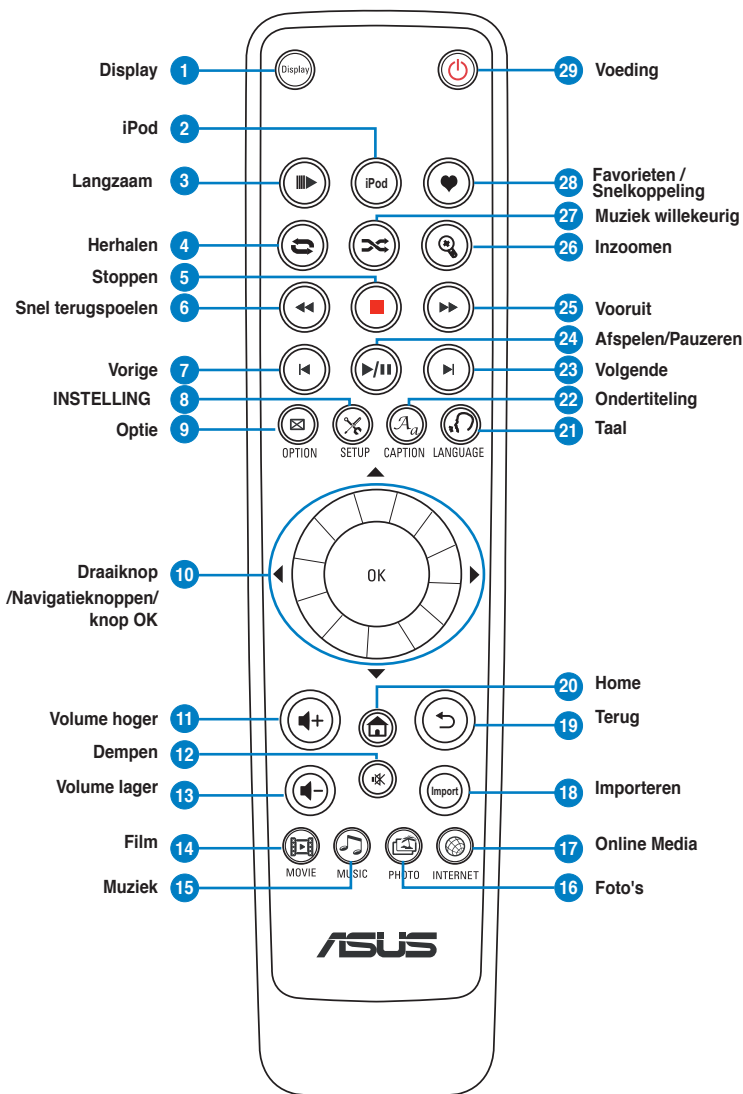 Display 1
Display
29 Voeding
iPod 2
Langzaam 3
iPod
28 Favorieten /
Snelkoppeling
27 Muziek willekeurig
Herhalen 4
26 Inzoomen
Stoppen 5
Snel terugspoelen 6
25 Vooruit
24 Afspelen/Pauzeren
Vorige 7
23 Volgende
INSTELLING 8
22 Ondertiteling
Optie 9
Aa
21 Taal
OPTION SETUP CAPTION LANGUAGE
Draaiknop 10
/Navigatieknoppen/
knop OK
OK
20 Home
Volume hoger 11
19 Terug
Dempen 12
Volume lager 13
Import
18 Importeren
Film 14
17 Online Media
MOVIE MUSIC PHOTO INTERNET
Muziek 15
16 Foto's
ASUS